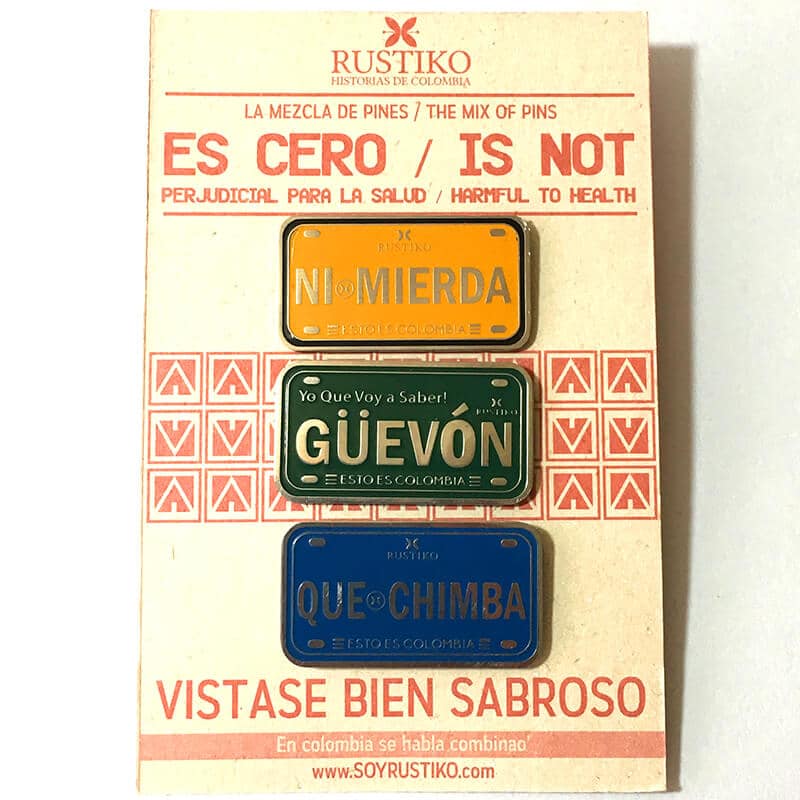 RUSTIKO
HISTORIAS DE COLOMBIA
LA MEZCLA DE PINES / THE MIX OF PINS
ES CERO / IS NOT
PERJUDICIAL PARA LA SALUD / HARMFUL TO HEALTH
RUSTIKO
NI MIERDA
ESTO ES COLOMBIA
Yo Que Voy a Saber!
RUSTIKO
GÜEVÓN
ESTO ES COLOMBIA
RUSTIKO
QUE CHIMBA
ESTO ES COLOMBIA
VISTASE BIEN SABROSO
En colombia se habla combinao'
www.SOYRUSTIKO.com